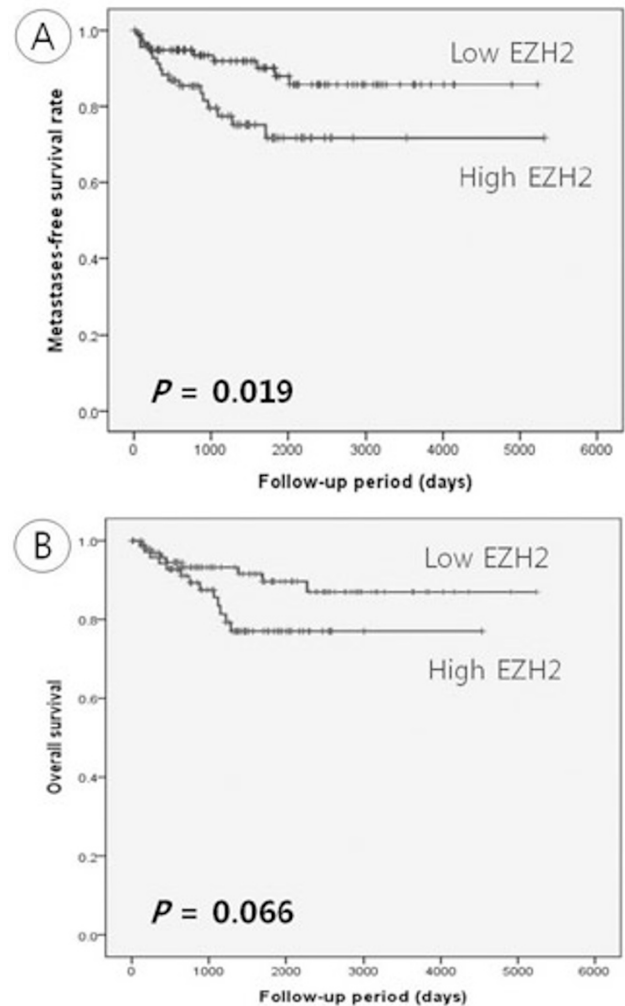 A
Metastases-free survival rate
1.0
0.8
0.6
0.4
0.2
0.0
Low EZH2
High EZH2
P = 0.019
0 1000 2000 3000 4000 5000 6000
Follow-up period (days)
B
Overall survival
1.0
0.8
0.6
0.4
0.2
0.0
Low EZH2
High EZH2
P = 0.066
0 1000 2000 3000 4000 5000 6000
Follow-up period (days)